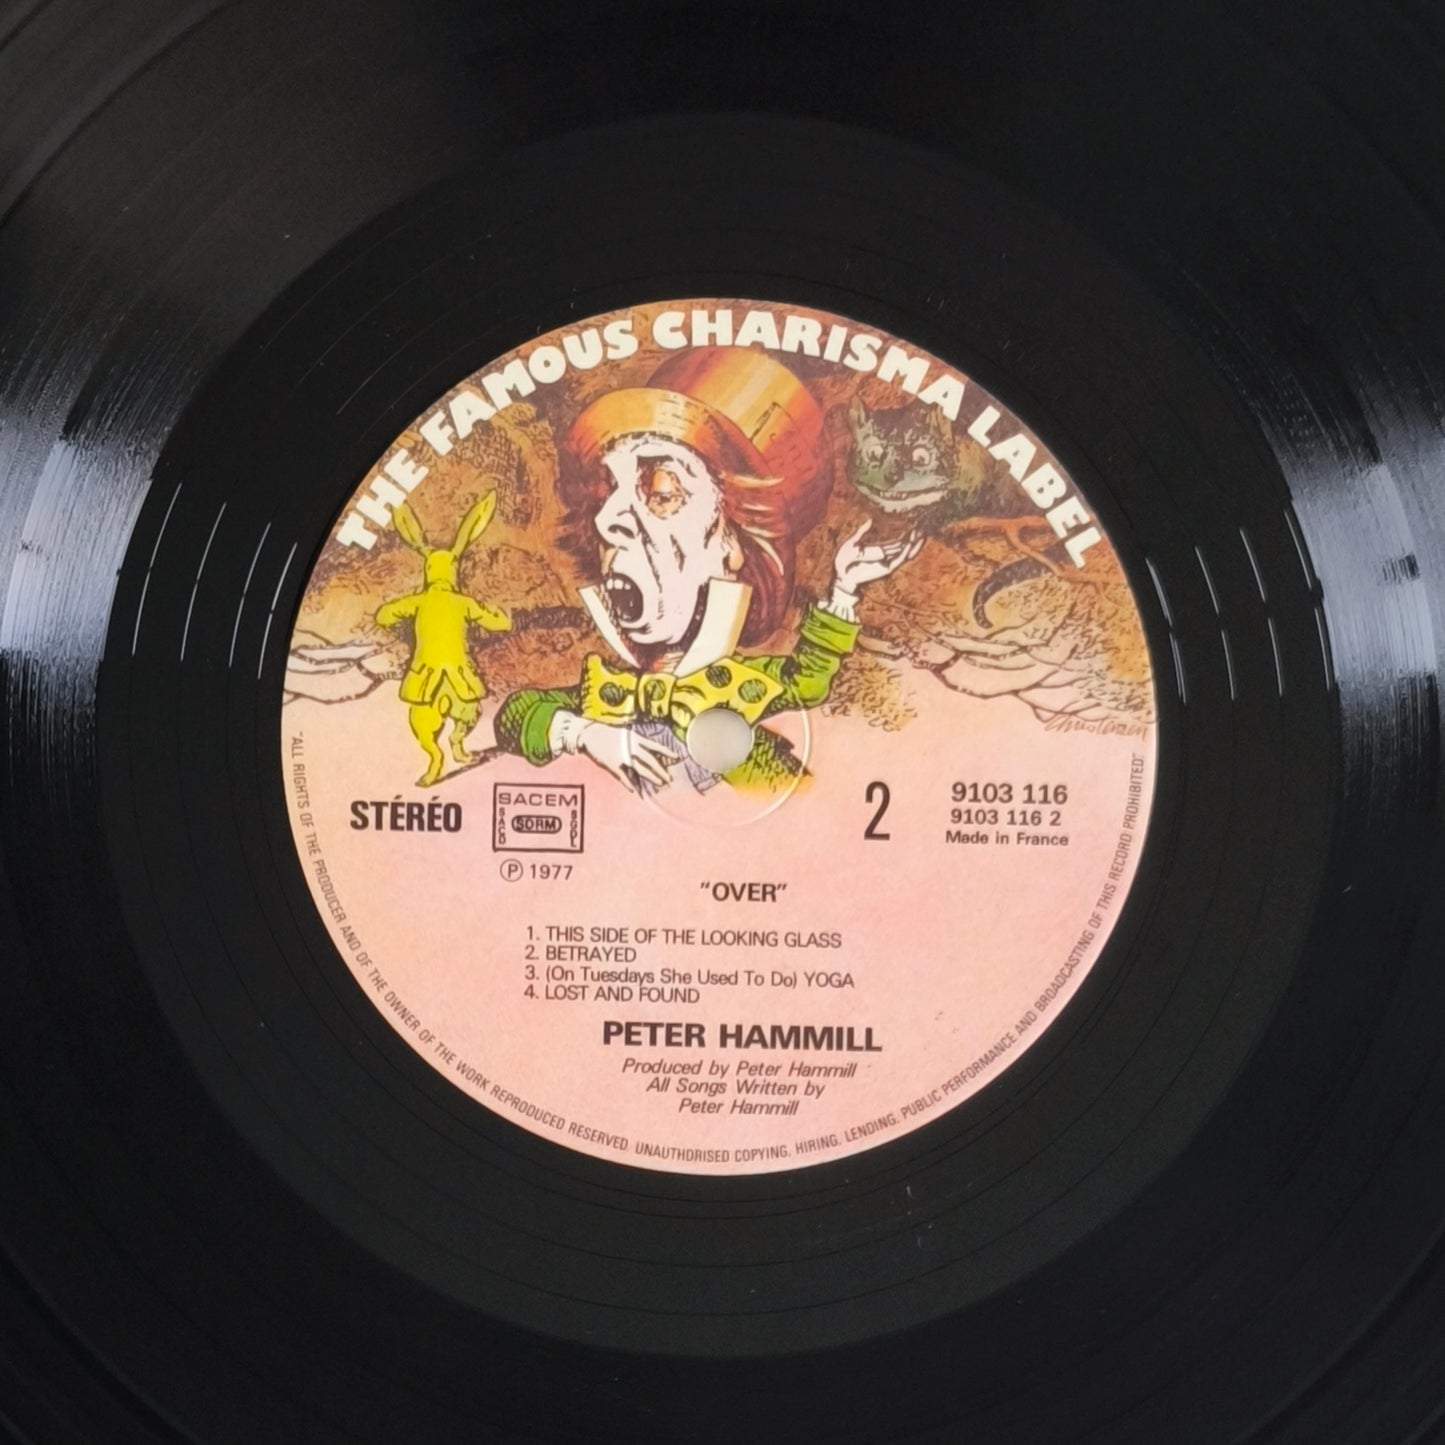 THE FAMOUS CHARISMA LABEL
Christensen
STÉRÉO
SACEM
SACD
SDRM
BGDL
℗ 1977
2
9103 116
9103 116 2
Made in France
"OVER"
1. THIS SIDE OF THE LOOKING GLASS
2. BETRAYED
3. (On Tuesdays She Used To Do) YOGA
4. LOST AND FOUND
PETER HAMMILL
Produced by Peter Hammill
All Songs Written by
Peter Hammill
"ALL RIGHTS OF THE PRODUCER AND OF THE OWNER OF THE WORK REPRODUCED RESERVED. UNAUTHORISED COPYING, HIRING, LENDING, PUBLIC PERFORMANCE AND BROADCASTING OF THIS RECORD PROHIBITED"